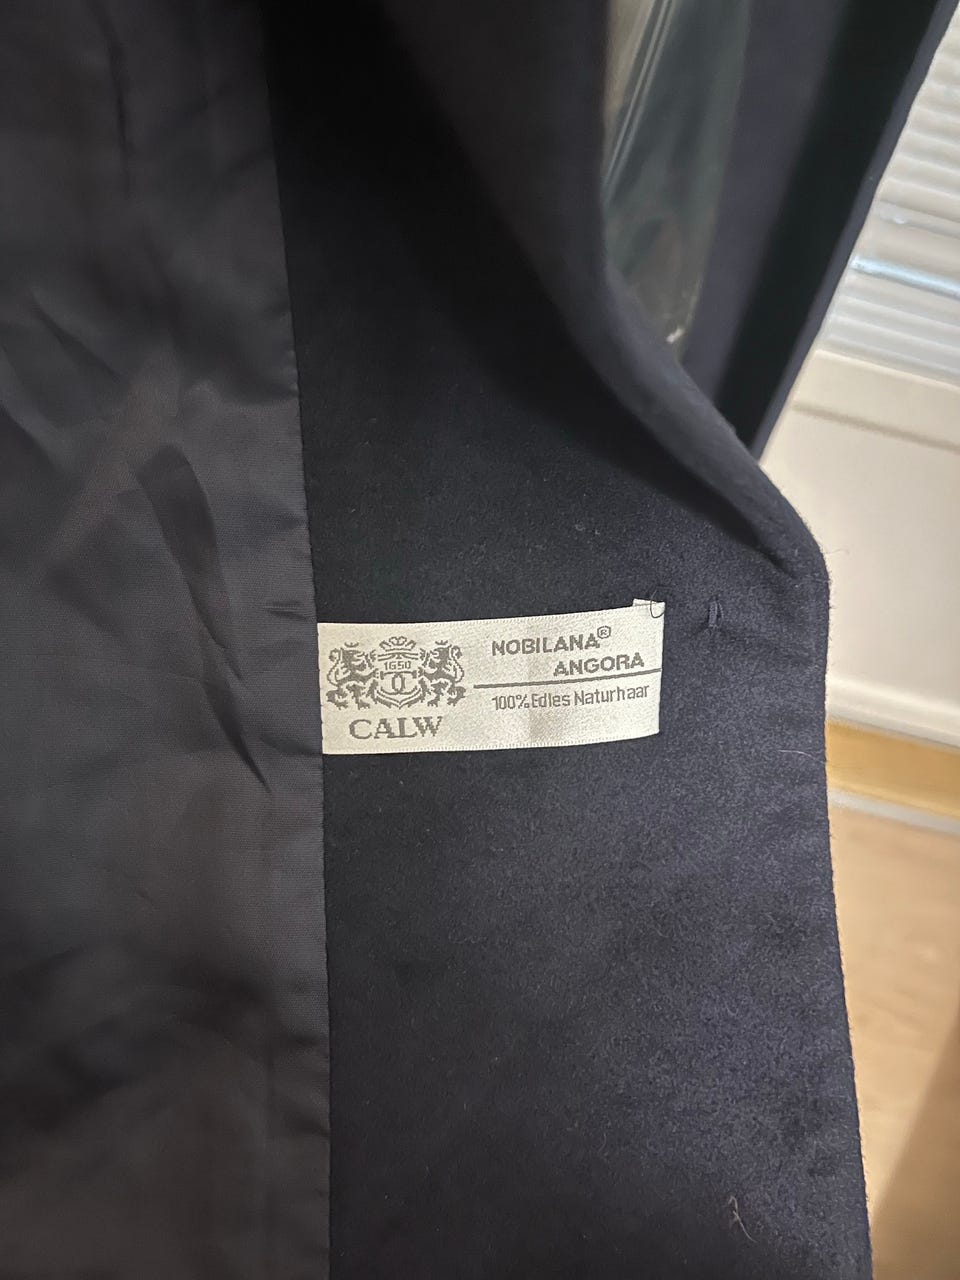 1650
CALW
NOBILANA®
ANGORA
100% Edles Naturhaar